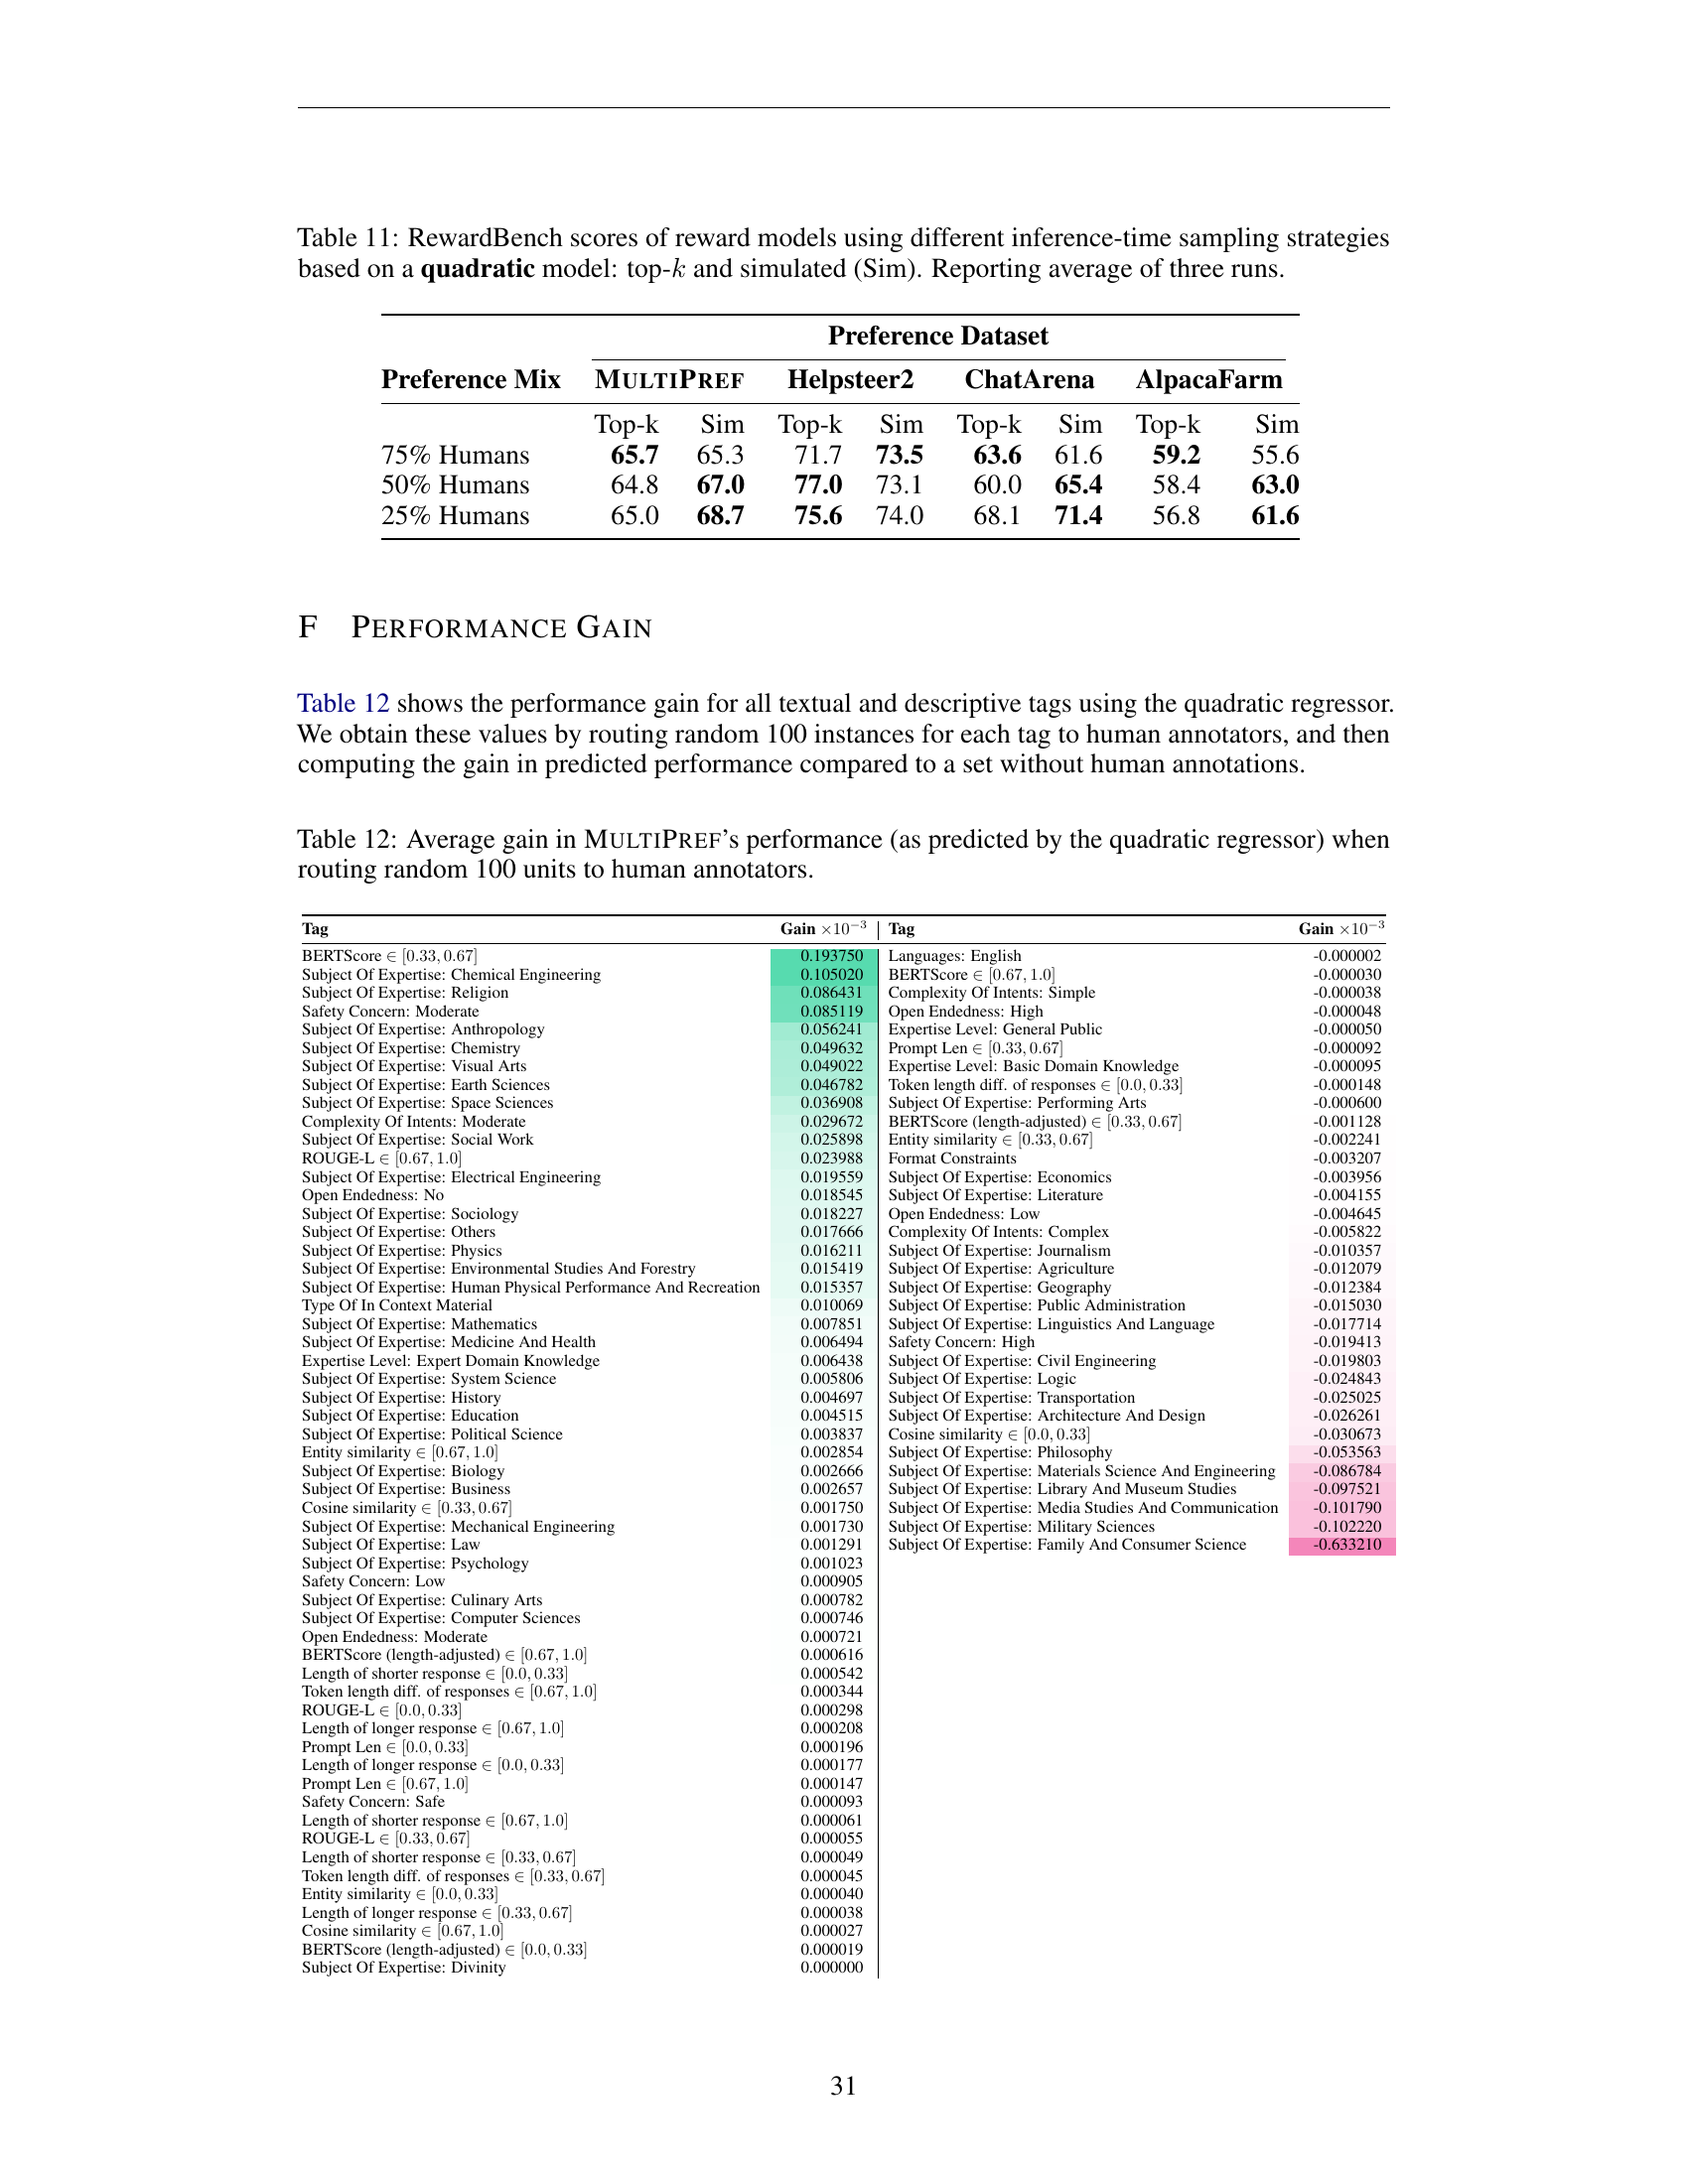 Table 11: RewardBench scores of reward models using different inference-time sampling strategies
based on a quadratic model: top-k and simulated (Sim). Reporting average of three runs.
Preference Dataset
Preference Mix MULTIPREF Helpsteer2 ChatArena AlpacaFarm
Top-k Sim Top-k Sim Top-k Sim Top-k Sim
75% Humans 65.7 65.3 71.7 73.5 63.6 61.6 59.2 55.6
50% Humans 64.8 67.0 77.0 73.1 60.0 65.4 58.4 63.0
25% Humans 65.0 68.7 75.6 74.0 68.1 71.4 56.8 61.6
F PERFORMANCE GAIN
Table 12 shows the performance gain for all textual and descriptive tags using the quadratic regressor.
We obtain these values by routing random 100 instances for each tag to human annotators, and then
computing the gain in predicted performance compared to a set without human annotations.
Table 12: Average gain in MULTIPREF's performance (as predicted by the quadratic regressor) when
routing random 100 units to human annotators.
Tag Gain ×10⁻³ Tag Gain ×10⁻³
BERTScore ∈ [0.33, 0.67] 0.193750 Languages: English -0.000002
Subject Of Expertise: Chemical Engineering 0.105020 BERTScore ∈ [0.67, 1.0] -0.000030
Subject Of Expertise: Religion 0.086431 Complexity Of Intents: Simple -0.000038
Safety Concern: Moderate 0.085119 Open Endedness: High -0.000048
Subject Of Expertise: Anthropology 0.056241 Expertise Level: General Public -0.000050
Subject Of Expertise: Chemistry 0.049632 Prompt Len ∈ [0.33, 0.67] -0.000092
Subject Of Expertise: Visual Arts 0.049022 Expertise Level: Basic Domain Knowledge -0.000095
Subject Of Expertise: Earth Sciences 0.046782 Token length diff. of responses ∈ [0.0, 0.33] -0.000148
Subject Of Expertise: Space Sciences 0.036908 Subject Of Expertise: Performing Arts -0.000600
Complexity Of Intents: Moderate 0.029672 BERTScore (length-adjusted) ∈ [0.33, 0.67] -0.001128
Subject Of Expertise: Social Work 0.025898 Entity similarity ∈ [0.33, 0.67] -0.002241
ROUGE-L ∈ [0.67, 1.0] 0.023988 Format Constraints -0.003207
Subject Of Expertise: Electrical Engineering 0.019559 Subject Of Expertise: Economics -0.003956
Open Endedness: No 0.018545 Subject Of Expertise: Literature -0.004155
Subject Of Expertise: Sociology 0.018227 Open Endedness: Low -0.004645
Subject Of Expertise: Others 0.017666 Complexity Of Intents: Complex -0.005822
Subject Of Expertise: Physics 0.016211 Subject Of Expertise: Journalism -0.010357
Subject Of Expertise: Environmental Studies And Forestry 0.015419 Subject Of Expertise: Agriculture -0.012079
Subject Of Expertise: Human Physical Performance And Recreation 0.015357 Subject Of Expertise: Geography -0.012384
Type Of In Context Material 0.010069 Subject Of Expertise: Public Administration -0.015030
Subject Of Expertise: Mathematics 0.007851 Subject Of Expertise: Linguistics And Language -0.017714
Subject Of Expertise: Medicine And Health 0.006494 Safety Concern: High -0.019413
Expertise Level: Expert Domain Knowledge 0.006438 Subject Of Expertise: Civil Engineering -0.019803
Subject Of Expertise: System Science 0.005806 Subject Of Expertise: Logic -0.024843
Subject Of Expertise: History 0.004697 Subject Of Expertise: Transportation -0.025025
Subject Of Expertise: Education 0.004515 Subject Of Expertise: Architecture And Design -0.026261
Subject Of Expertise: Political Science 0.003837 Cosine similarity ∈ [0.0, 0.33] -0.030673
Entity similarity ∈ [0.67, 1.0] 0.002854 Subject Of Expertise: Philosophy -0.053563
Subject Of Expertise: Biology 0.002666 Subject Of Expertise: Materials Science And Engineering -0.086784
Subject Of Expertise: Business 0.002657 Subject Of Expertise: Library And Museum Studies -0.097521
Cosine similarity ∈ [0.33, 0.67] 0.001750 Subject Of Expertise: Media Studies And Communication -0.101790
Subject Of Expertise: Mechanical Engineering 0.001730 Subject Of Expertise: Military Sciences -0.102220
Subject Of Expertise: Law 0.001291 Subject Of Expertise: Family And Consumer Science -0.633210
Subject Of Expertise: Psychology 0.001023
Safety Concern: Low 0.000905
Subject Of Expertise: Culinary Arts 0.000782
Subject Of Expertise: Computer Sciences 0.000746
Open Endedness: Moderate 0.000721
BERTScore (length-adjusted) ∈ [0.67, 1.0] 0.000616
Length of shorter response ∈ [0.0, 0.33] 0.000542
Token length diff. of responses ∈ [0.67, 1.0] 0.000344
ROUGE-L ∈ [0.0, 0.33] 0.000298
Length of longer response ∈ [0.67, 1.0] 0.000208
Prompt Len ∈ [0.0, 0.33] 0.000196
Length of longer response ∈ [0.0, 0.33] 0.000177
Prompt Len ∈ [0.67, 1.0] 0.000147
Safety Concern: Safe 0.000093
Length of shorter response ∈ [0.67, 1.0] 0.000061
ROUGE-L ∈ [0.33, 0.67] 0.000055
Length of shorter response ∈ [0.33, 0.67] 0.000049
Token length diff. of responses ∈ [0.33, 0.67] 0.000045
Entity similarity ∈ [0.0, 0.33] 0.000040
Length of longer response ∈ [0.33, 0.67] 0.000038
Cosine similarity ∈ [0.67, 1.0] 0.000027
BERTScore (length-adjusted) ∈ [0.0, 0.33] 0.000019
Subject Of Expertise: Divinity 0.000000
31